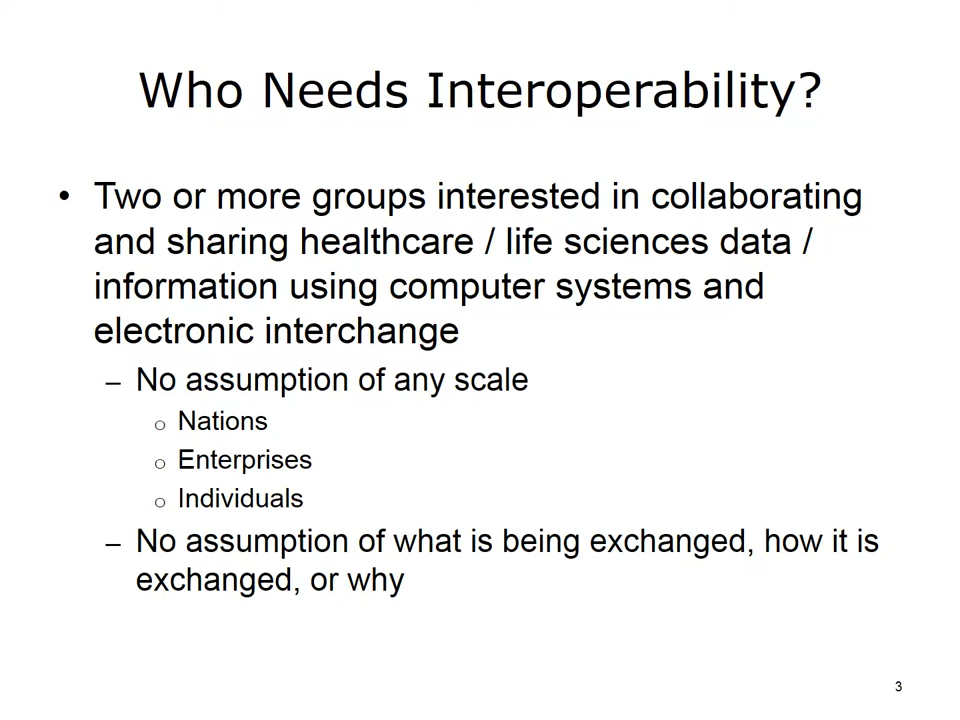 Who Needs Interoperability?
• Two or more groups interested in collaborating
and sharing healthcare / life sciences data /
information using computer systems and
electronic interchange
– No assumption of any scale
o Nations
o Enterprises
o Individuals
– No assumption of what is being exchanged, how it is
exchanged, or why
3